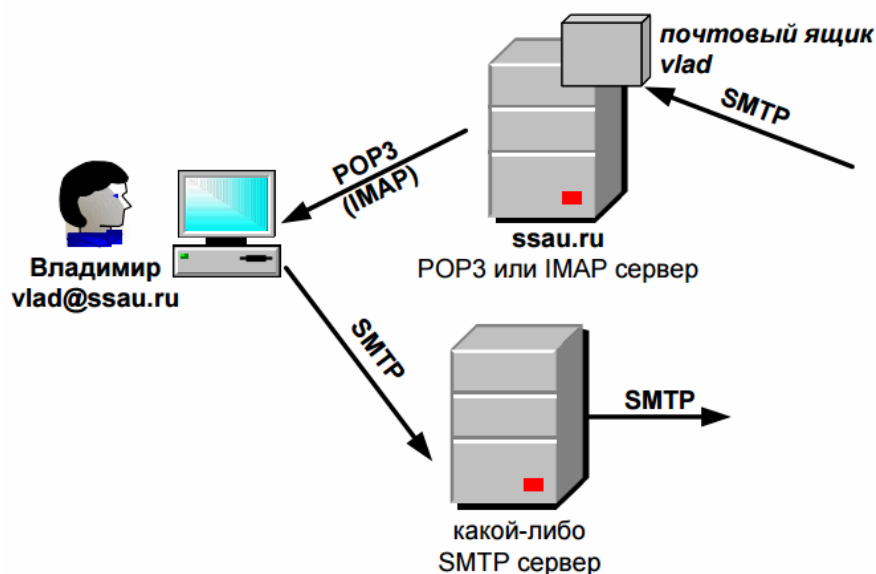 почтовый ящик
vlad
SMTP
POP3
(IMAP)
ssau.ru
POP3 или IMAP сервер
Владимир
vlad@ssau.ru
SMTP
SMTP
какой-либо
SMTP сервер